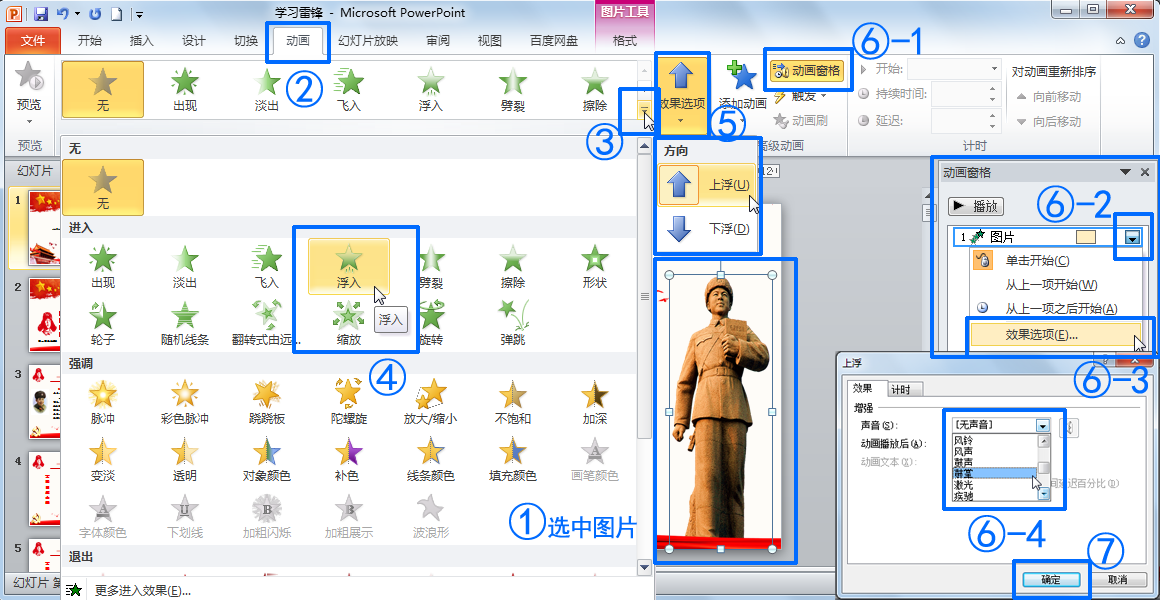 学习雷锋 - Microsoft PowerPoint
图片工具
文件 开始 插入 设计 切换 动画 幻灯片放映 审阅 视图 百度网盘 格式
⑥-1
②
预览
预览
无 出现 淡出 飞入 浮入 劈裂 擦除
③
效果选项
⑤
添加动画
动画窗格
触发
动画刷
高级动画
开始:
持续时间:
延迟:
计时
对动画重新排序
向前移动
向后移动
幻灯片
1
2
3
4
5
无
无
进入
出现 淡出 飞入 浮入 劈裂 擦除 形状
轮子 随机线条 翻转式由远... 缩放 旋转 弹跳
浮入
④
强调
脉冲 彩色脉冲 跷跷板 陀螺旋 放大/缩小 不饱和 加深
变淡 透明 对象颜色 补色 线条颜色 填充颜色 画笔颜色
字体颜色 下划线 加粗闪烁 加粗展示 波浪形
①选中图片
退出
更多进入效果(E)...
幻灯片 第
方向
上浮(U)
下浮(D)
动画窗格
播放
⑥-2
1 图片
单击开始(C)
从上一项开始(W)
从上一项之后开始(A)
效果选项(E)...
⑥-3
上浮
效果 计时
增强
声音(S):
[无声音]
动画播放后(A):
动画文本(X):
风铃
风声
鼓声
鼓掌
激光
疾驰
间延迟百分比(D)
⑥-4
⑦
确定 取消